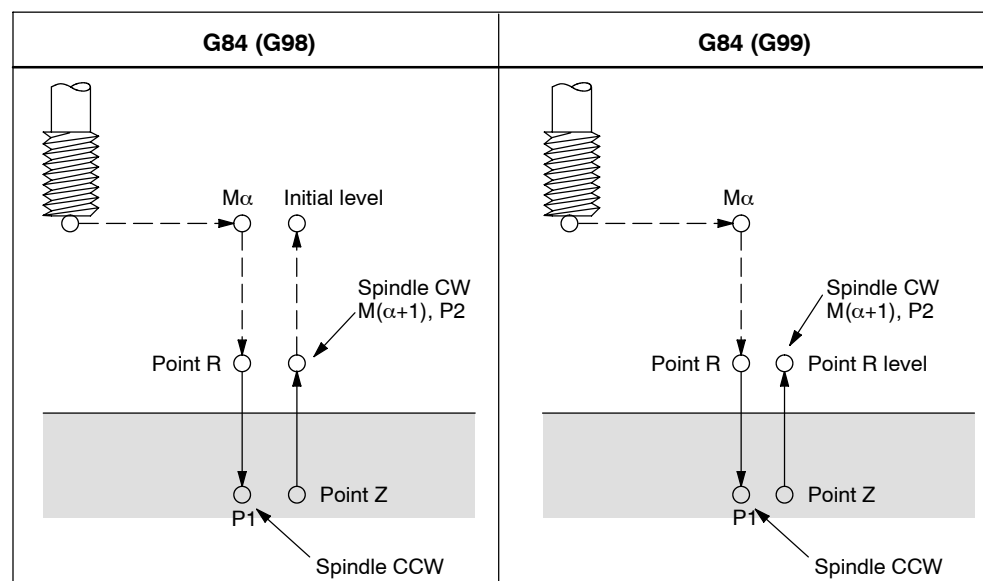 G84 (G98)
G84 (G99)
Mα
Initial level
Spindle CW
M(α+1), P2
Point R
Point Z
P1
Spindle CCW
Mα
Spindle CW
M(α+1), P2
Point R
Point R level
Point Z
P1
Spindle CCW